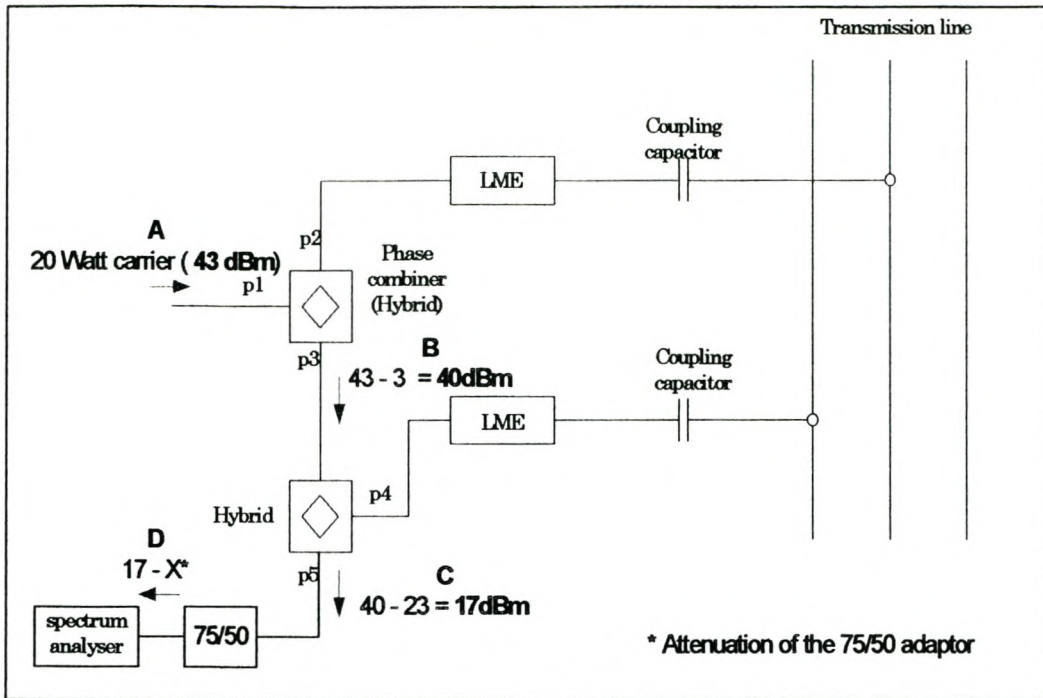 Transmission line
Coupling
capacitor
LME
p2
A
20 Watt carrier ( 43 dBm)
p1
Phase
combiner
(Hybrid)
p3
B
43 - 3 = 40dBm
Coupling
capacitor
LME
p4
Hybrid
D
17 - X*
p5
C
40 - 23 = 17dBm
spectrum
analyser
75/50
* Attenuation of the 75/50 adaptor